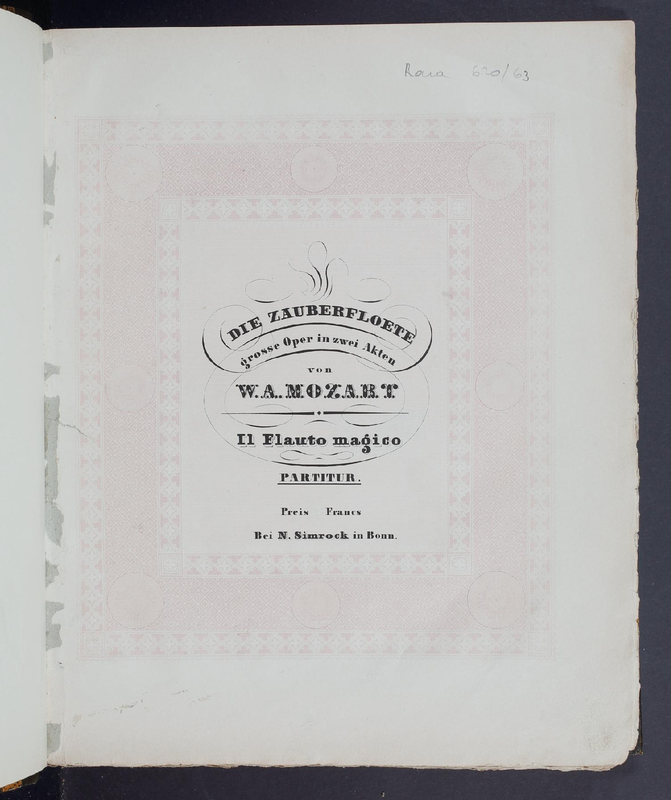 Rara 620/63
DIE ZAUBERFLOETE
grosse Oper in zwei Akten
von
W.A.MOZART
Il Flauto magico
PARTITUR.
Preis Francs
Bei N. Simrock in Bonn.